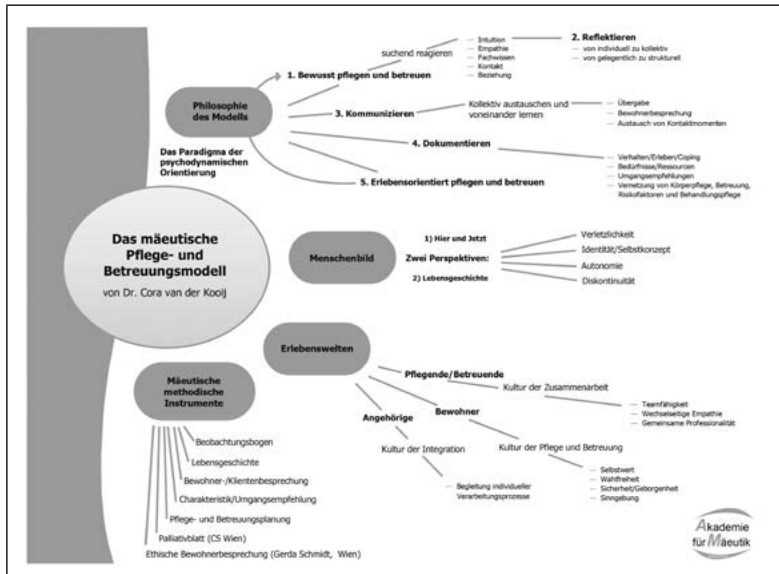 Philosophie
des Modells
Das Paradigma der
psychodynamischen
Orientierung
1. Bewusst pflegen und betreuen
suchend reagieren
— Intuition
— Empathie
— Fachwissen
— Kontakt
— Beziehung
2. Reflektieren
— von individuell zu kollektiv
— von gelegentlich zu strukturell
3. Kommunizieren
Kollektiv austauschen und
voneinander lernen
— Übergabe
— Bewohnerbesprechung
— Austausch von Kontaktmomenten
4. Dokumentieren
— Verhalten/Erleben/Coping
— Bedürfnisse/Ressourcen
— Umgangsempfehlungen
— Vernetzung von Körperpflege, Betreuung,
Risikofaktoren und Behandlungspflege
5. Erlebensorientiert pflegen und betreuen
Das mäeutische
Pflege- und
Betreuungsmodell
von Dr. Cora van der Kooij
Menschenbild
1) Hier und Jetzt
Zwei Perspektiven:
2) Lebensgeschichte
Verletzlichkeit
Identität/Selbstkonzept
Autonomie
Diskontinuität
Erlebenswelten
Pflegende/Betreuende
Kultur der Zusammenarbeit
— Teamfähigkeit
— Wechselseitige Empathie
— Gemeinsame Professionalität
Bewohner
Kultur der Pflege und Betreuung
— Selbstwert
— Wahlfreiheit
— Sicherheit/Geborgenheit
— Sinngebung
Angehörige
Kultur der Integration
— Begleitung individueller
Verarbeitungsprozesse
Mäeutische
methodische
Instrumente
Beobachtungsbogen
Lebensgeschichte
Bewohner-/Klientenbesprechung
Charakteristik/Umgangsempfehlung
Pflege- und Betreuungsplanung
Palliativblatt (CS Wien)
Ethische Bewohnerbesprechung (Gerda Schmidt, Wien)
Akademie
für Mäeutik